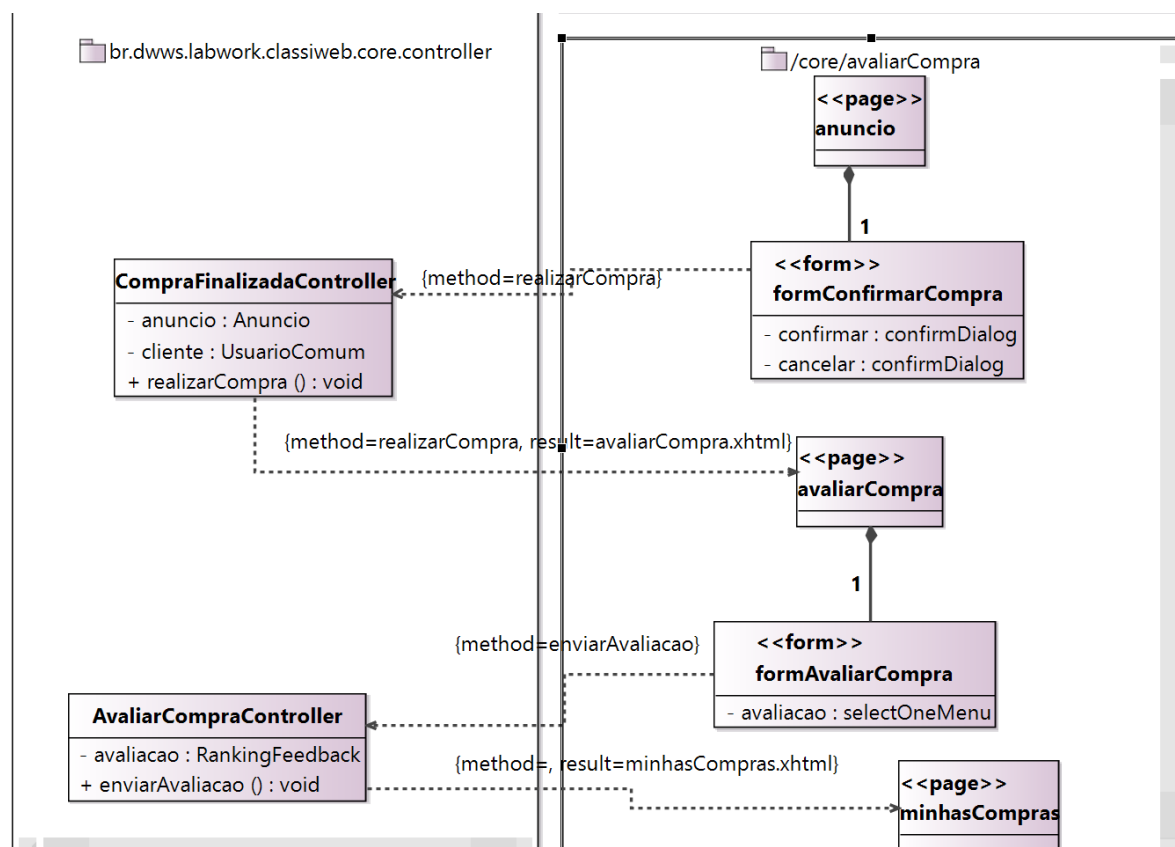 br.dwws.labwork.classiweb.core.controller
/core/avaliarCompra
<<page>>
anuncio
1
<<form>>
formConfirmarCompra
- confirmar : confirmDialog
- cancelar : confirmDialog
{method=realizarCompra}
CompraFinalizadaController
- anuncio : Anuncio
- cliente : UsuarioComum
+ realizarCompra () : void
{method=realizarCompra, result=avaliarCompra.xhtml}
<<page>>
avaliarCompra
1
<<form>>
formAvaliarCompra
- avaliacao : selectOneMenu
{method=enviarAvaliacao}
AvaliarCompraController
- avaliacao : RankingFeedback
+ enviarAvaliacao () : void
{method=, result=minhasCompras.xhtml}
<<page>>
minhasCompras